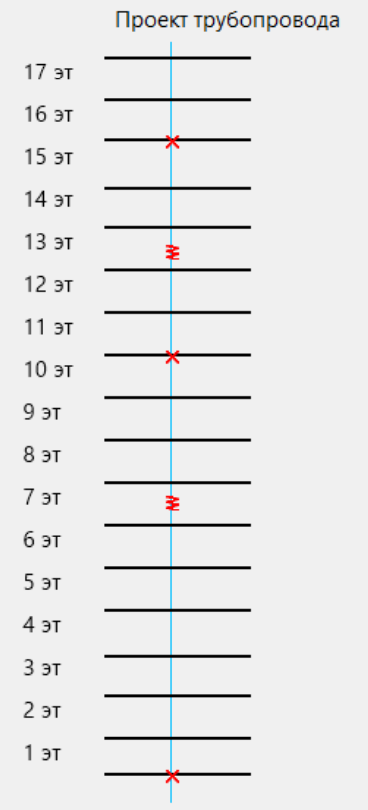 Проект трубопровода
17 эт
16 эт
15 эт
14 эт
13 эт
12 эт
11 эт
10 эт
9 эт
8 эт
7 эт
6 эт
5 эт
4 эт
3 эт
2 эт
1 эт